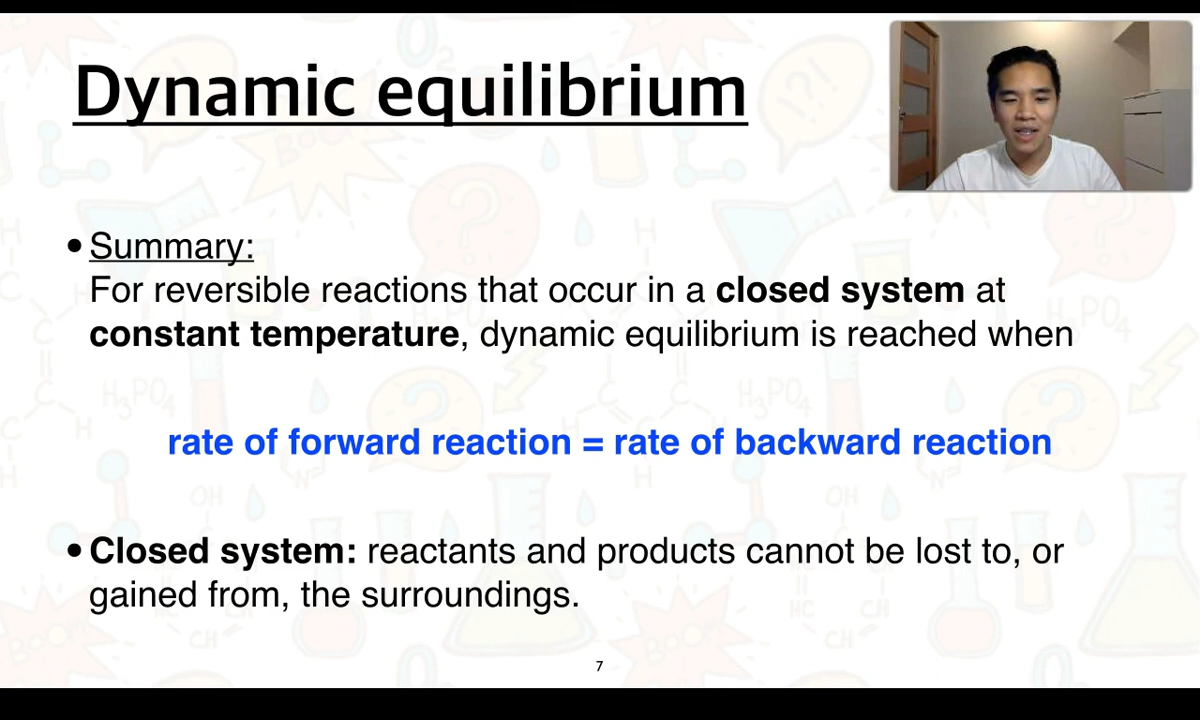 Dynamic equilibrium
• Summary:
For reversible reactions that occur in a closed system at
constant temperature, dynamic equilibrium is reached when
rate of forward reaction = rate of backward reaction
• Closed system: reactants and products cannot be lost to, or
gained from, the surroundings.
7